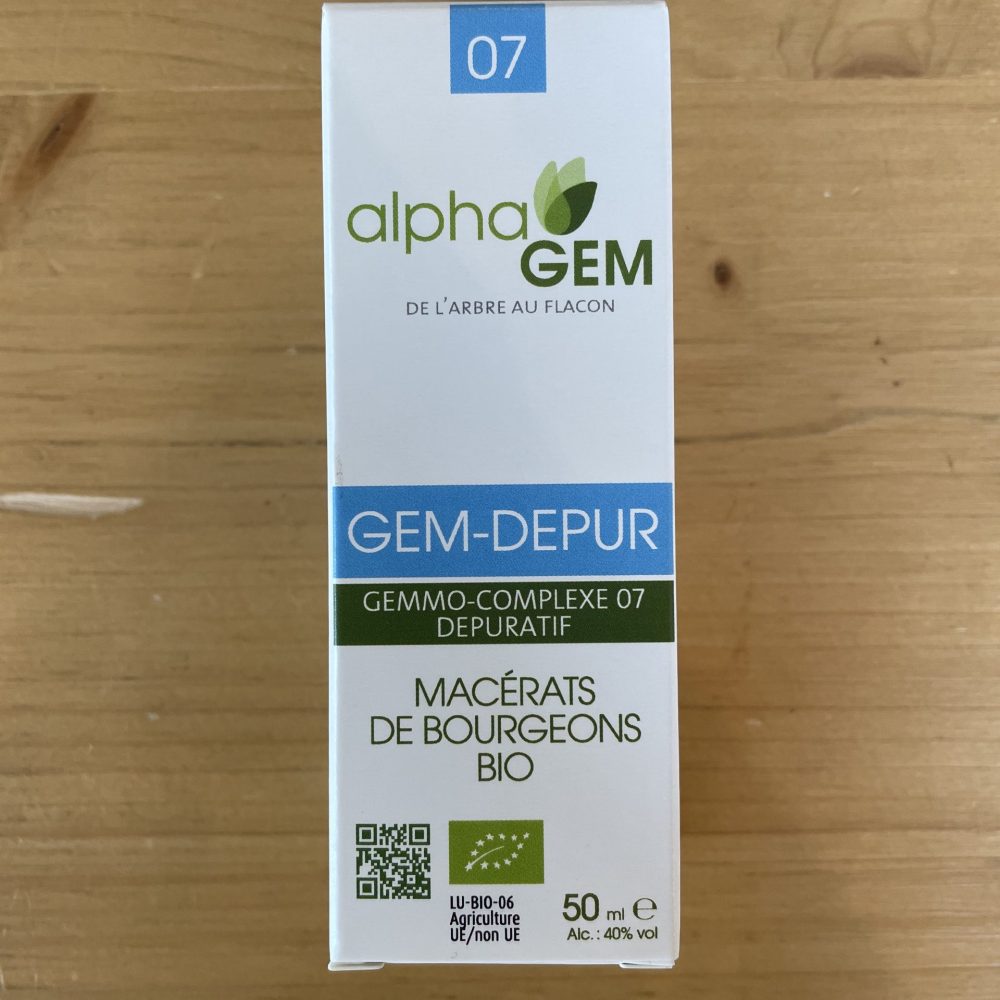 07
alpha
GEM
DE L'ARBRE AU FLACON
GEM-DEPUR
GEMMO-COMPLEXE 07
DEPURATIF
MACÉRATS
DE BOURGEONS
BIO
LU-BIO-06
Agriculture
UE/non UE
50 ml e
Alc.: 40% vol